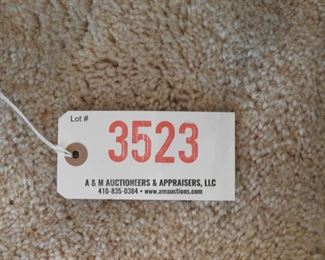 Lot #
3523
A & M AUCTIONEERS & APPRAISERS, LLC
410-835-0384 • www.amauctions.com